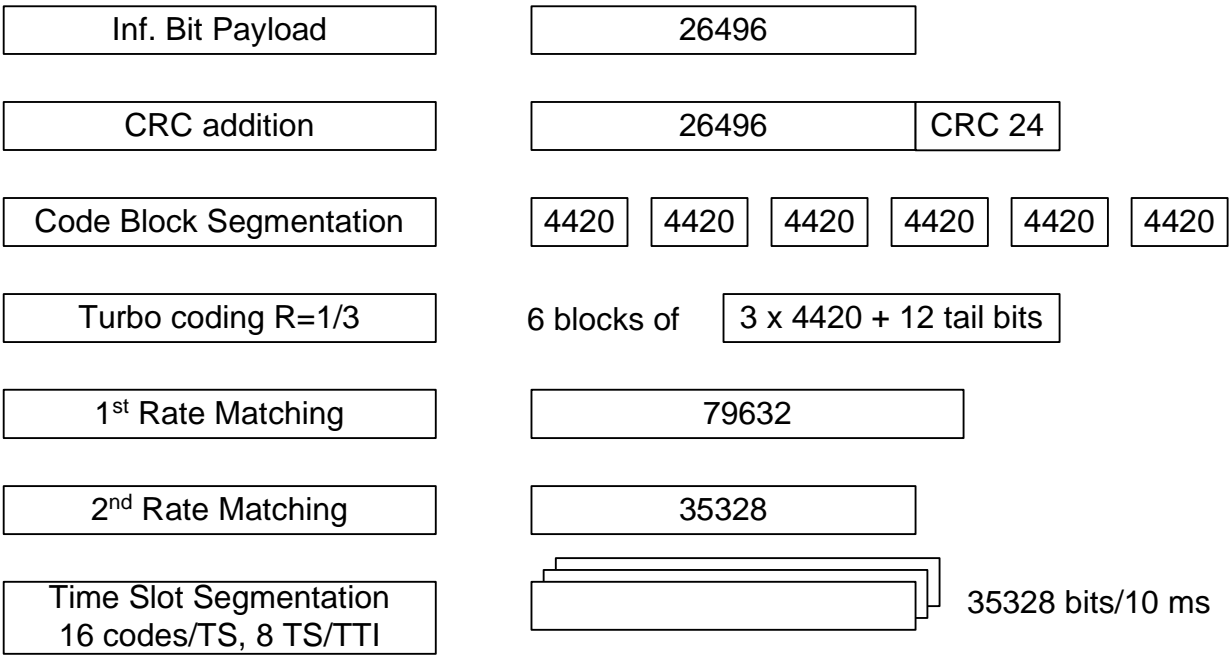 Inf. Bit Payload 26496
CRC addition 26496 CRC 24
Code Block Segmentation 4420 4420 4420 4420 4420 4420
Turbo coding R=1/3 6 blocks of 3 x 4420 + 12 tail bits
1st Rate Matching 79632
2nd Rate Matching 35328
Time Slot Segmentation
16 codes/TS, 8 TS/TTI
35328 bits/10 ms